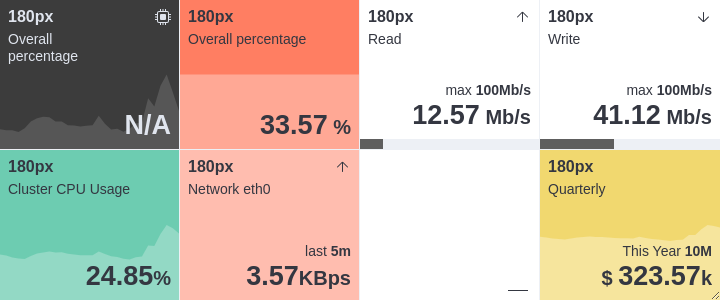 180px
Overall
percentage
N/A
180px
Overall percentage
33.57 %
180px
Read
max 100Mb/s
12.57 Mb/s
180px
Write
max 100Mb/s
41.12 Mb/s
180px
Cluster CPU Usage
24.85%
180px
Network eth0
last 5m
3.57KBps
180px
Quarterly
This Year 10M
$ 323.57k